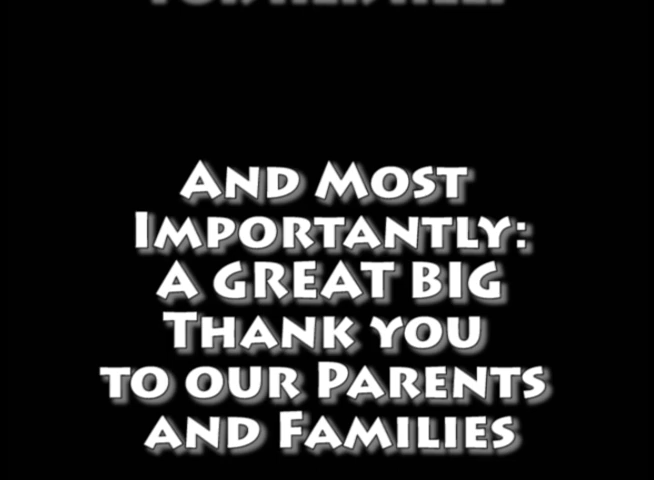 And Most
Importantly:
A GREAT BIG
Thank you
to our Parents
and Families